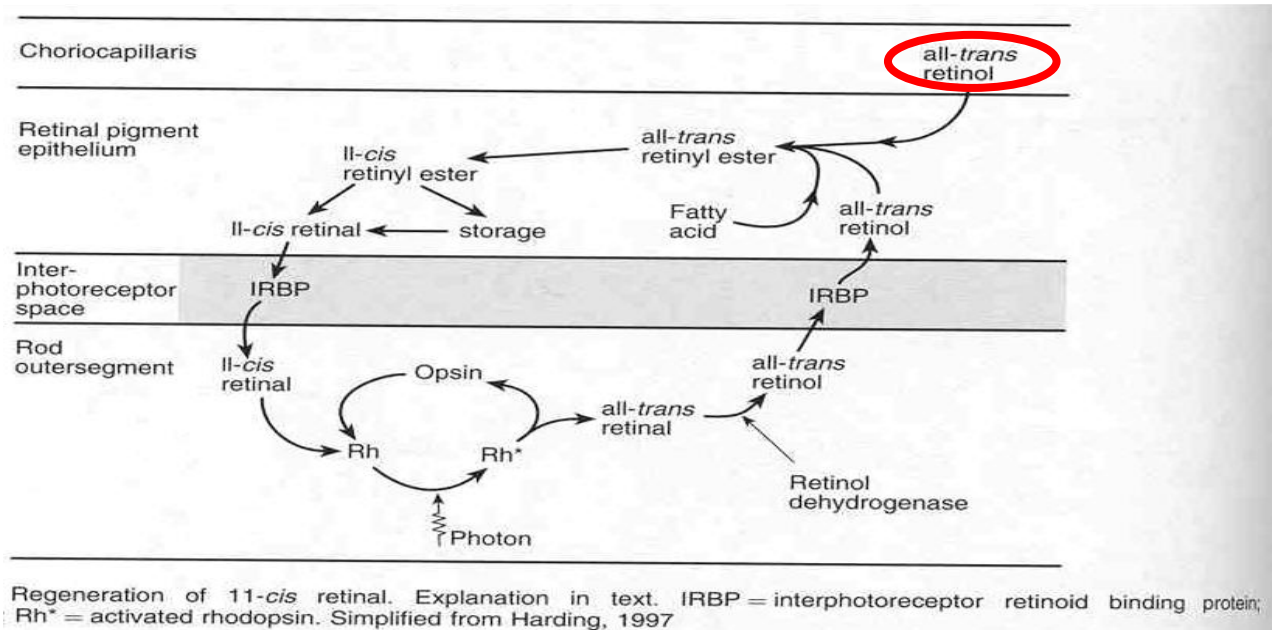 Choriocapillaris
all-trans
retinol
Retinal pigment
epithelium
all-trans
retinyl ester
ll-cis
retinyl ester
Fatty
acid
all-trans
retinol
ll-cis retinal
storage
Inter-
photoreceptor
space
IRBP
IRBP
Rod
outersegment
ll-cis
retinal
Opsin
all-trans
retinol
all-trans
retinal
Rh
Rh*
Retinol
dehydrogenase
Photon
Regeneration of 11-cis retinal. Explanation in text. IRBP = interphotoreceptor retinoid binding protein;
Rh* = activated rhodopsin. Simplified from Harding, 1997